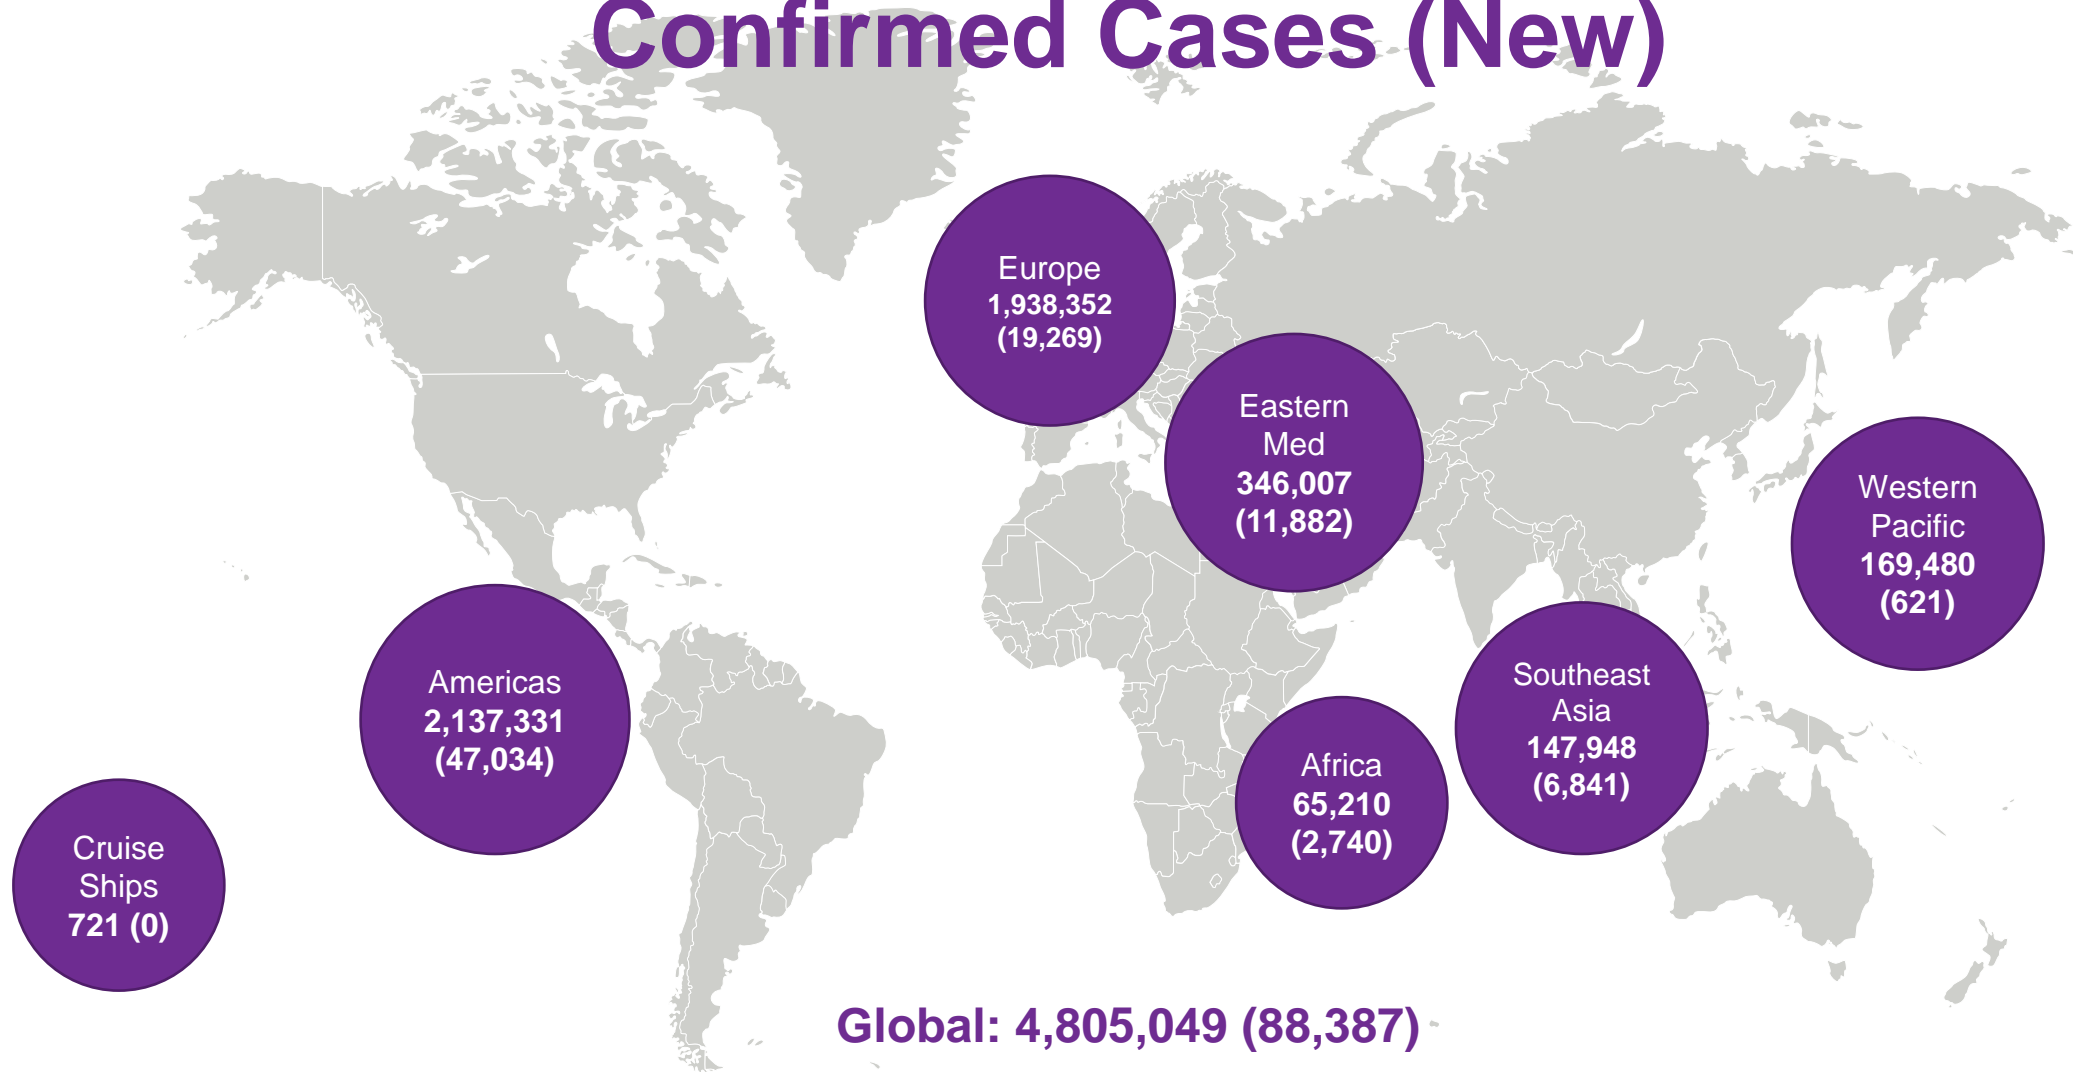 Confirmed Cases (New)
Europe
1,938,352
(19,269)
Eastern
Med
346,007
(11,882)
Western
Pacific
169,480
(621)
Americas
2,137,331
(47,034)
Southeast
Asia
147,948
(6,841)
Africa
65,210
(2,740)
Cruise
Ships
721 (0)
Global: 4,805,049 (88,387)